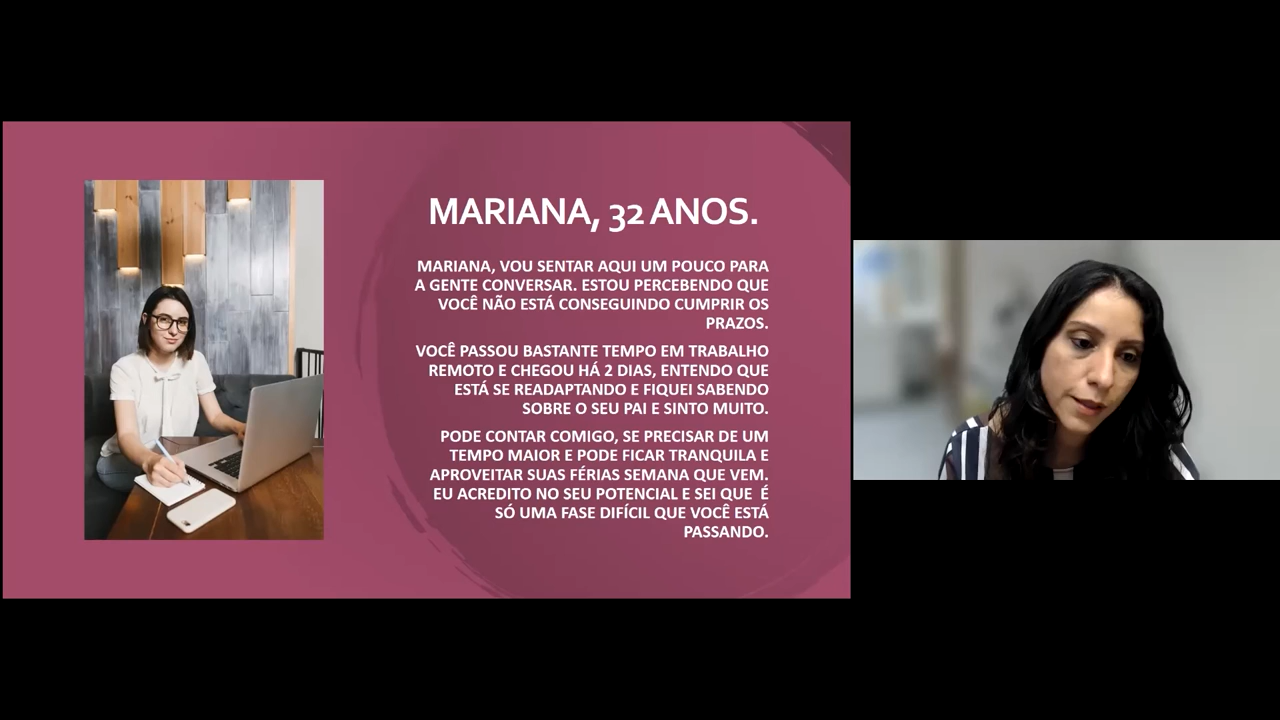 MARIANA, 32 ANOS.
MARIANA, VOU SENTAR AQUI UM POUCO PARA
A GENTE CONVERSAR. ESTOU PERCEBENDO QUE
VOCÊ NÃO ESTÁ CONSEGUINDO CUMPRIR OS
PRAZOS.
VOCÊ PASSOU BASTANTE TEMPO EM TRABALHO
REMOTO E CHEGOU HÁ 2 DIAS, ENTENDO QUE
ESTÁ SE READAPTANDO E FIQUEI SABENDO
SOBRE O SEU PAI E SINTO MUITO.
PODE CONTAR COMIGO, SE PRECISAR DE UM
TEMPO MAIOR E PODE FICAR TRANQUILA E
APROVEITAR SUAS FÉRIAS SEMANA QUE VEM.
EU ACREDITO NO SEU POTENCIAL E SEI QUE É
SÓ UMA FASE DIFÍCIL QUE VOCÊ ESTÁ
PASSANDO.